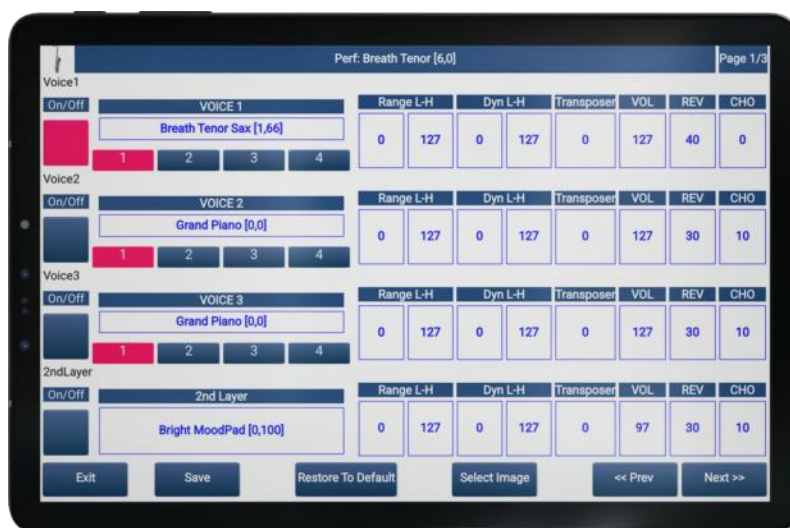 Perf: Breath Tenor [6,0] Page 1/3
Voice1
On/Off VOICE 1 Range L-H Dyn L-H Transposer VOL REV CHO
Breath Tenor Sax [1,66]
0 127 0 127 0 127 40 0
1 2 3 4
Voice2
On/Off VOICE 2 Range L-H Dyn L-H Transposer VOL REV CHO
Grand Piano [0,0]
0 127 0 127 0 127 30 10
1 2 3 4
Voice3
On/Off VOICE 3 Range L-H Dyn L-H Transposer VOL REV CHO
Grand Piano [0,0]
0 127 0 127 0 127 30 10
1 2 3 4
2ndLayer
On/Off 2nd Layer Range L-H Dyn L-H Transposer VOL REV CHO
Bright MoodPad [0,100] 0 127 0 127 0 97 30 10
Exit Save Restore To Default Select Image << Prev Next >>